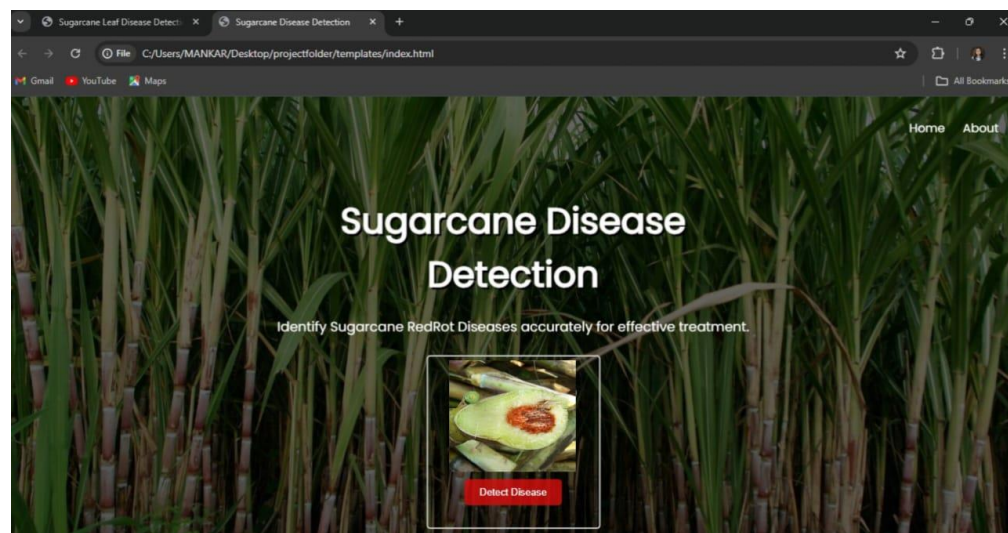 Sugarcane Leaf Disease Detecti
Sugarcane Disease Detection
File C:/Users/MANKAR/Desktop/projectfolder/templates/index.html
Gmail YouTube Maps All Bookmarks
Home About
Sugarcane Disease
Detection
Identify Sugarcane RedRot Diseases accurately for effective treatment.
Detect Disease